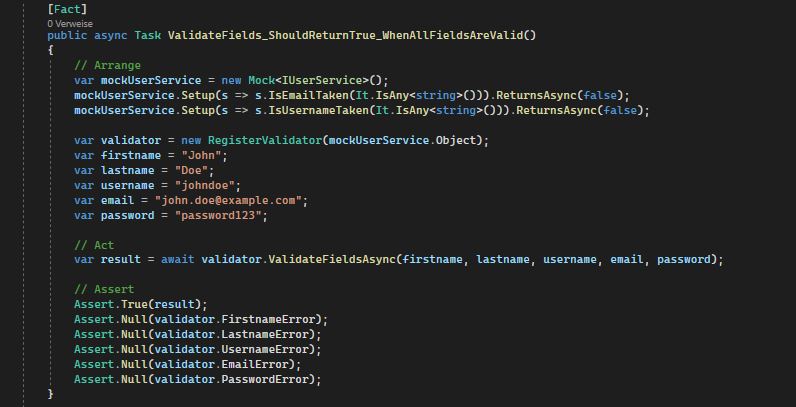 [Fact]
0 Verweise
public async Task ValidateFields_ShouldReturnTrue_WhenAllFieldsAreValid()
{
// Arrange
var mockUserService = new Mock<IUserService>();
mockUserService.Setup(s => s.IsEmailTaken(It.IsAny<string>())).ReturnsAsync(false);
mockUserService.Setup(s => s.IsUsernameTaken(It.IsAny<string>())).ReturnsAsync(false);
var validator = new RegisterValidator(mockUserService.Object);
var firstname = "John";
var lastname = "Doe";
var username = "johndoe";
var email = "john.doe@example.com";
var password = "password123";
// Act
var result = await validator.ValidateFieldsAsync(firstname, lastname, username, email, password);
// Assert
Assert.True(result);
Assert.Null(validator.FirstnameError);
Assert.Null(validator.LastnameError);
Assert.Null(validator.UsernameError);
Assert.Null(validator.EmailError);
Assert.Null(validator.PasswordError);
}